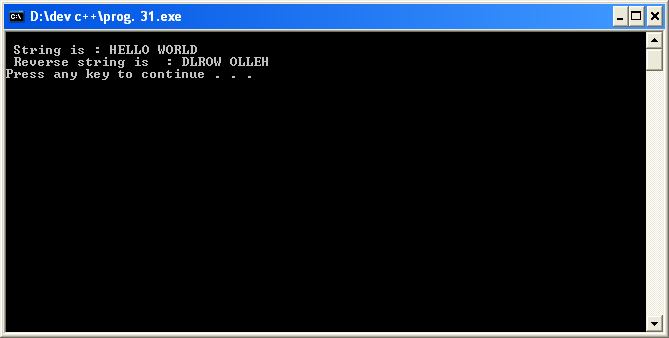 D:\dev c++\prog. 31.exe
String is : HELLO WORLD
Reverse string is  : DLROW OLLEH
Press any key to continue . . .